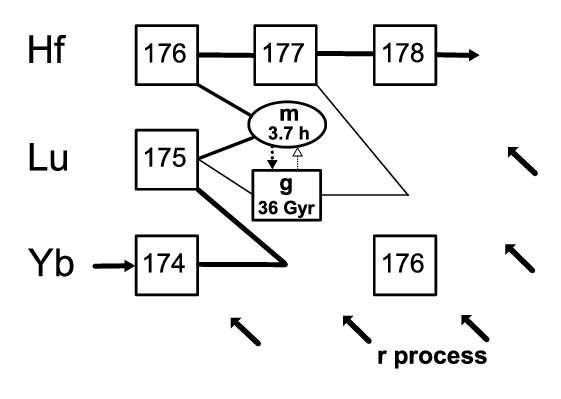 Hf 176 177 178
m
3.7 h
Lu 175
g
36 Gyr
Yb 174 176
r process